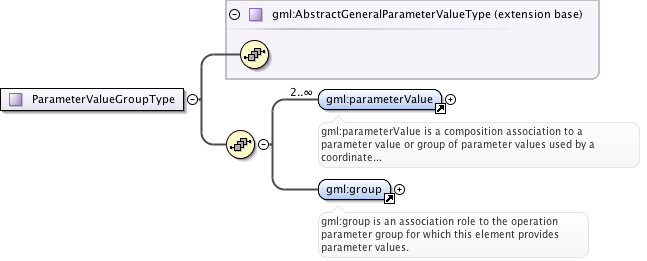 gml:AbstractGeneralParameterValueType (extension base)
ParameterValueGroupType
2..∞
gml:parameterValue
gml:parameterValue is a composition association to a
parameter value or group of parameter values used by a
coordinate...
gml:group
gml:group is an association role to the operation
parameter group for which this element provides
parameter values.